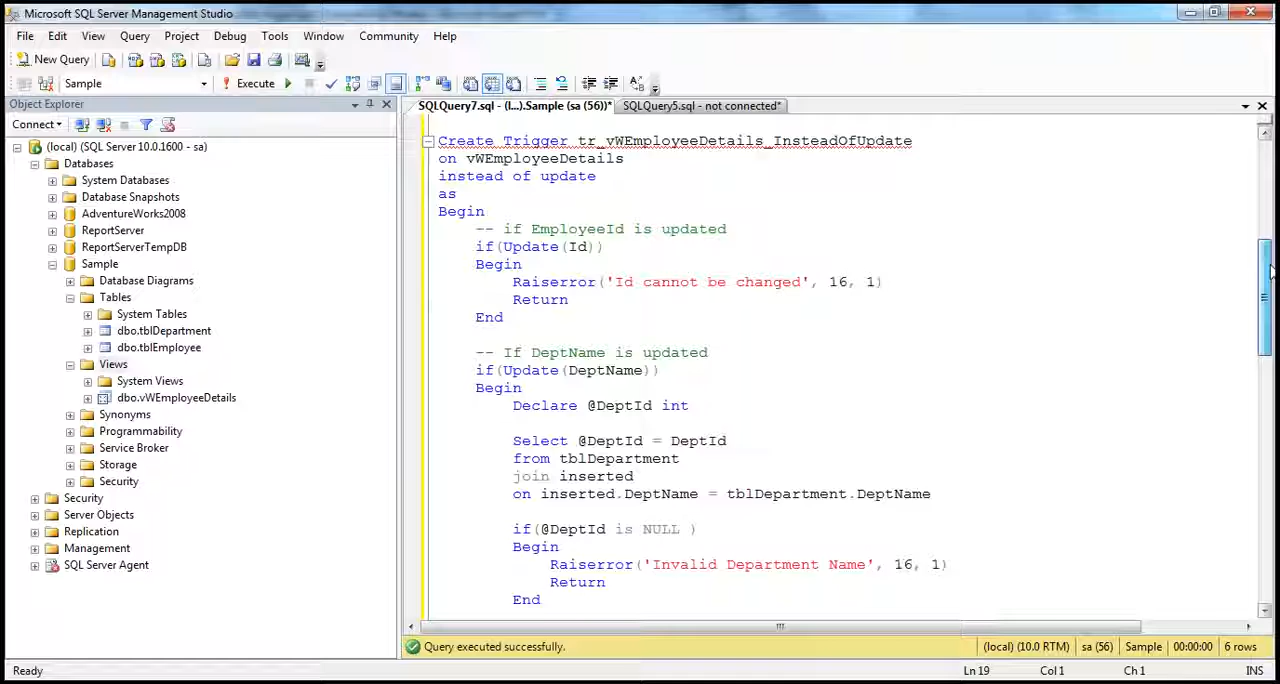 Microsoft SQL Server Management Studio
File Edit View Query Project Debug Tools Window Community Help
New Query
Sample Execute
Object Explorer
SQLQuery7.sql - (l...).Sample (sa (56))* SQLQuery5.sql - not connected*
Connect
(local) (SQL Server 10.0.1600 - sa)
Databases
System Databases
Database Snapshots
AdventureWorks2008
ReportServer
ReportServerTempDB
Sample
Database Diagrams
Tables
System Tables
dbo.tblDepartment
dbo.tblEmployee
Views
System Views
dbo.vWEmployeeDetails
Synonyms
Programmability
Service Broker
Storage
Security
Security
Server Objects
Replication
Management
SQL Server Agent
Create Trigger tr_vWEmployeeDetails_InsteadOfUpdate
on vWEmployeeDetails
instead of update
as
Begin
-- if EmployeeId is updated
if(Update(Id))
Begin
Raiserror('Id cannot be changed', 16, 1)
Return
End
-- If DeptName is updated
if(Update(DeptName))
Begin
Declare @DeptId int
Select @DeptId = DeptId
from tblDepartment
join inserted
on inserted.DeptName = tblDepartment.DeptName
if(@DeptId is NULL )
Begin
Raiserror('Invalid Department Name', 16, 1)
Return
End
Query executed successfully. (local) (10.0 RTM) sa (56) Sample 00:00:00 6 rows
Ready Ln 19 Col 1 Ch 1 INS